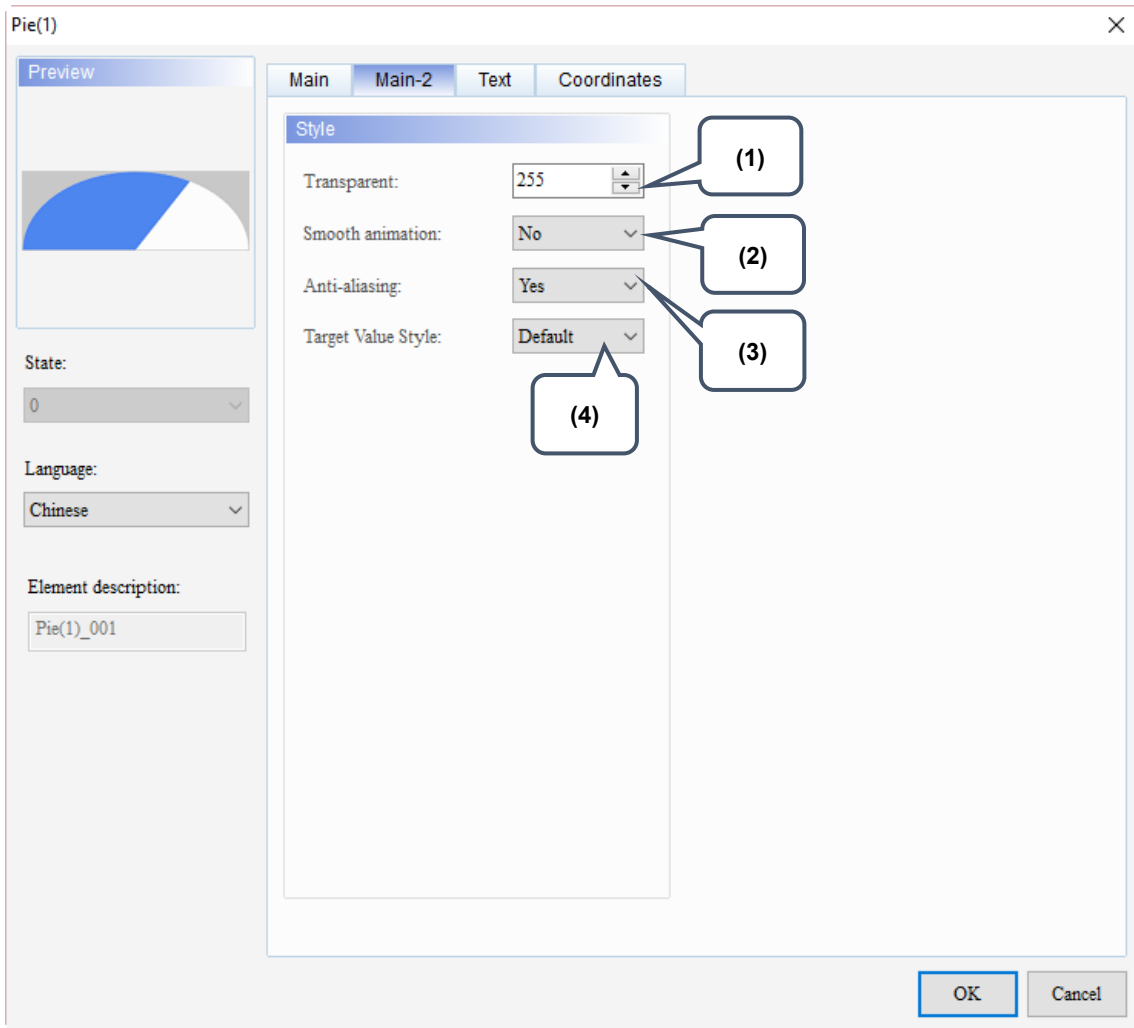 Pie(1)
Preview
Main Main-2 Text Coordinates
Style
Transparent: 255
(1)
Smooth animation: No
(2)
Anti-aliasing: Yes
(3)
Target Value Style: Default
(4)
State:
0
Language:
Chinese
Element description:
Pie(1)_001
OK Cancel